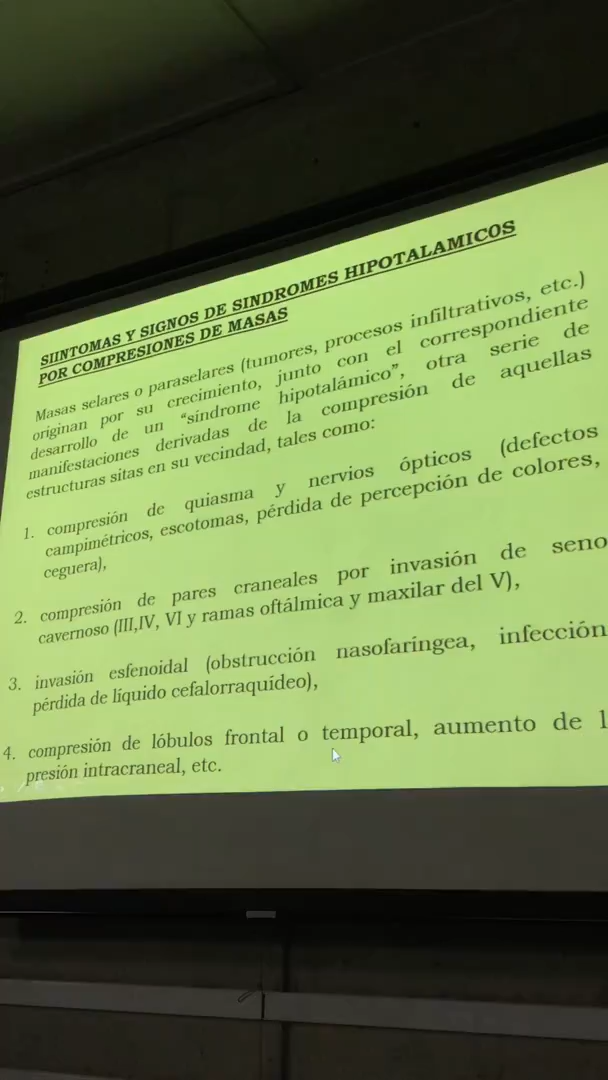 SIINTOMAS Y SIGNOS DE SINDROMES HIPOTALAMICOS
POR COMPRESIONES DE MASAS
Masas selares o paraselares (tumores, procesos infiltrativos, etc.)
originan por su crecimiento, junto con el correspondiente
desarrollo de un "síndrome hipotalámico", otra serie de
manifestaciones derivadas de la compresión de aquellas
estructuras sitas en su vecindad, tales como:
1. compresión de quiasma y nervios ópticos (defectos
campimétricos, escotomas, pérdida de percepción de colores,
ceguera),
2. compresión de pares craneales por invasión de seno
cavernoso (III,IV, VI y ramas oftálmica y maxilar del V),
3. invasión esfenoidal (obstrucción nasofaríngea, infección
pérdida de líquido cefalorraquídeo),
4. compresión de lóbulos frontal o temporal, aumento de l
presión intracraneal, etc.